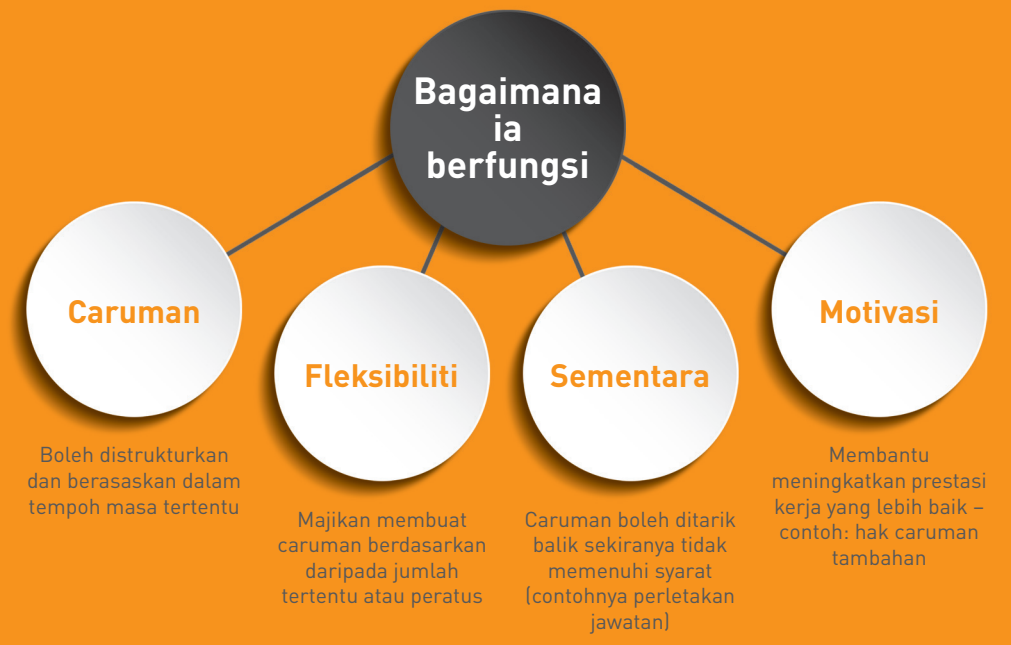 Bagaimana
ia
berfungsi
Caruman
Boleh distrukturkan
dan berasaskan dalam
tempoh masa tertentu
Fleksibiliti
Majikan membuat
caruman berdasarkan
daripada jumlah
tertentu atau peratus
Sementara
Caruman boleh ditarik
balik sekiranya tidak
memenuhi syarat
(contohnya perletakan
jawatan)
Motivasi
Membantu
meningkatkan prestasi
kerja yang lebih baik –
contoh: hak caruman
tambahan